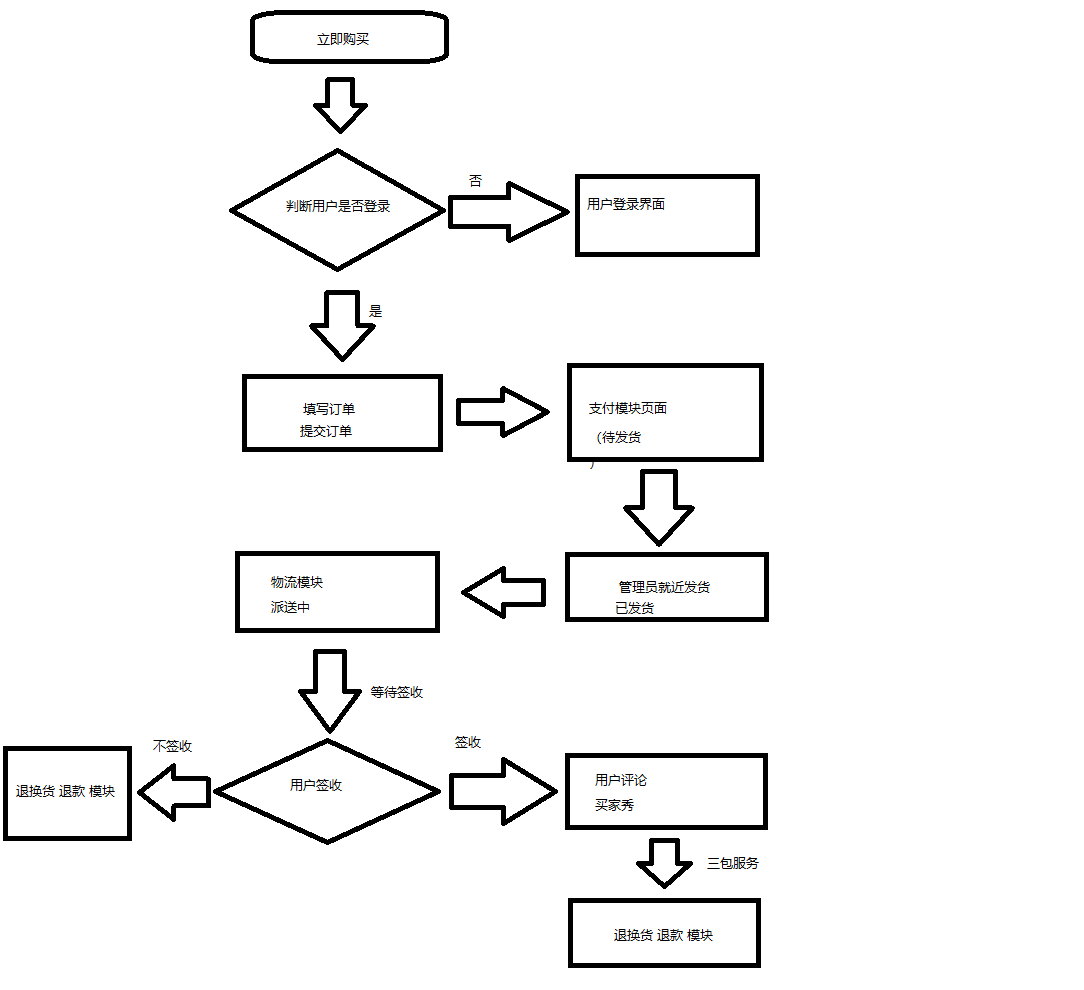 立即购买
判断用户是否登录
否
用户登录界面
是
填写订单
提交订单
支付模块页面
（待发货
）
管理员就近发货
已发货
物流模块
派送中
等待签收
不签收
签收
退换货 退款 模块
用户签收
用户评论
买家秀
三包服务
退换货 退款 模块